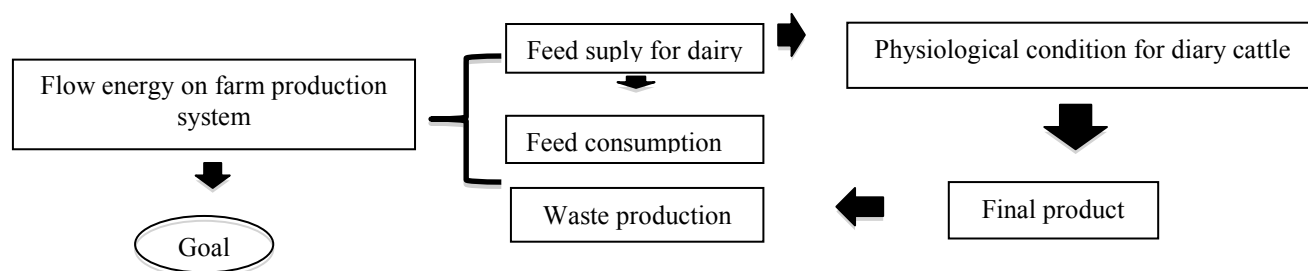 Flow energy on farm production
system
Goal
Feed suply for dairy
Feed consumption
Waste production
Physiological condition for diary cattle
Final product